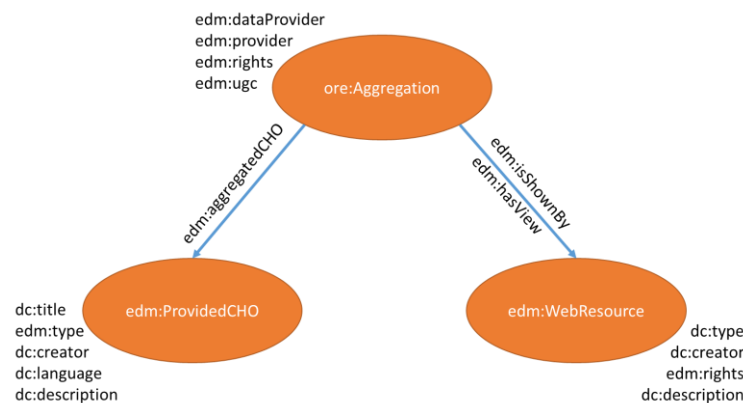 edm:dataProvider
edm:provider
edm:rights
edm:ugc
ore:Aggregation
edm:aggregatedCHO
edm:isShownBy
edm:hasView
edm:ProvidedCHO
dc:title
edm:type
dc:creator
dc:language
dc:description
edm:WebResource
dc:type
dc:creator
edm:rights
dc:description